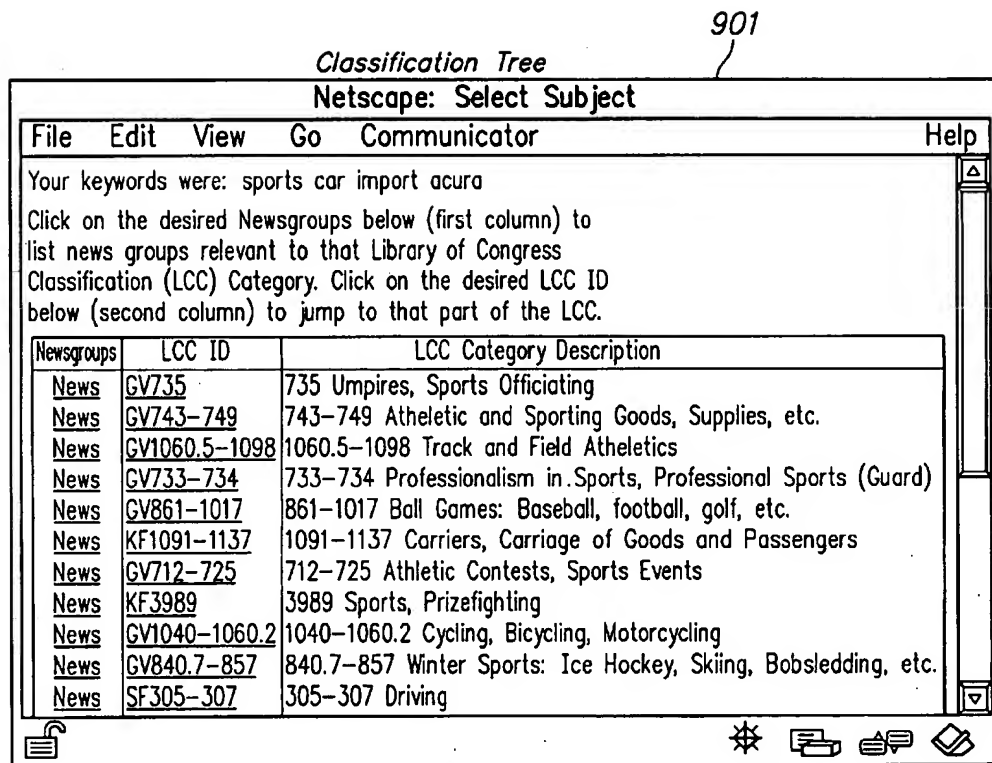 901
Classification Tree
Netscape: Select Subject
File Edit View Go Communicator Help
Your keywords were: sports car import acura
Click on the desired Newsgroups below (first column) to
list news groups relevant to that Library of Congress
Classification (LCC) Category. Click on the desired LCC ID
below (second column) to jump to that part of the LCC.
Newsgroups LCC ID LCC Category Description
News GV735 735 Umpires, Sports Officiating
News GV743-749 743-749 Atheletic and Sporting Goods, Supplies, etc.
News GV1060.5-1098 1060.5-1098 Track and Field Atheletics
News GV733-734 733-734 Professionalism in Sports, Professional Sports (Guard)
News GV861-1017 861-1017 Ball Games: Baseball, football, golf, etc.
News KF1091-1137 1091-1137 Carriers, Carriage of Goods and Passengers
News GV712-725 712-725 Athletic Contests, Sports Events
News KF3989 3989 Sports, Prizefighting
News GV1040-1060.2 1040-1060.2 Cycling, Bicycling, Motorcycling
News GV840.7-857 840.7-857 Winter Sports: Ice Hockey, Skiing, Bobsledding, etc.
News SF305-307 305-307 Driving